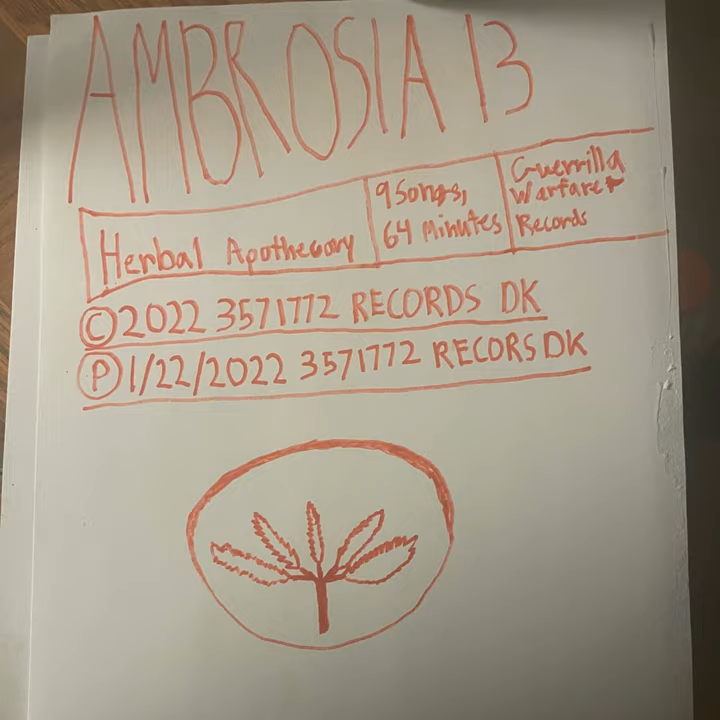 AMBROSIA 13
Herbal Apothecary
9 Songs,
64 Minutes
Guerrilla
Warfare
Records
©2022 3571772 RECORDS DK
℗1/22/2022 3571772 RECORS DK